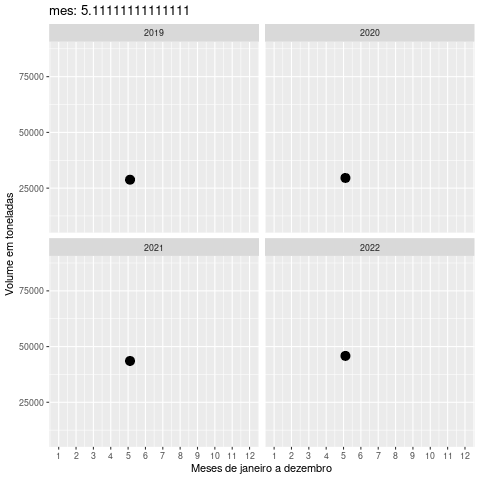 mes: 5.11111111111111
2019
2020
75000
50000
25000
Volume em toneladas
2021
2022
75000
50000
25000
1 2 3 4 5 6 7 8 9 10 11 12
1 2 3 4 5 6 7 8 9 10 11 12
Meses de janeiro a dezembro